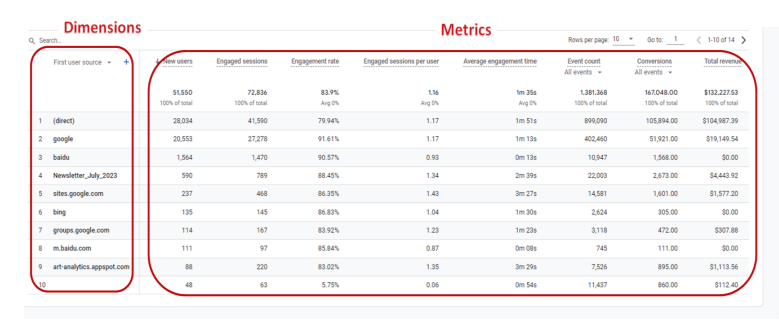 Dimensions
Metrics
Search...
Rows per page: 10 Go to: 1 1-10 of 14
First user source + New users Engaged sessions Engagement rate Engaged sessions per user Average engagement time Event count Conversions Total revenue
All events All events
51,550 72,836 83.9% 1.16 1m 35s 1,381,368 167,048.00 $132,227.53
100% of total 100% of total Avg 0% Avg 0% Avg 0% 100% of total 100% of total 100% of total
1 (direct) 28,034 41,590 79.94% 1.17 1m 51s 899,090 105,894.00 $104,987.39
2 google 20,553 27,278 91.61% 1.17 1m 13s 402,460 51,921.00 $19,149.54
3 baidu 1,564 1,470 90.57% 0.93 0m 13s 10,947 1,568.00 $0.00
4 Newsletter_July_2023 590 789 88.45% 1.34 2m 39s 22,003 2,673.00 $4,443.92
5 sites.google.com 237 468 86.35% 1.43 3m 27s 14,581 1,601.00 $1,577.20
6 bing 135 145 86.83% 1.04 1m 30s 2,624 305.00 $0.00
7 groups.google.com 114 167 83.92% 1.23 1m 23s 3,118 472.00 $307.88
8 m.baidu.com 111 97 85.84% 0.87 0m 08s 745 111.00 $0.00
9 art-analytics.appspot.com 88 220 83.02% 1.35 3m 29s 7,526 895.00 $1,113.56
10 48 63 5.75% 0.06 0m 54s 11,437 860.00 $112.40